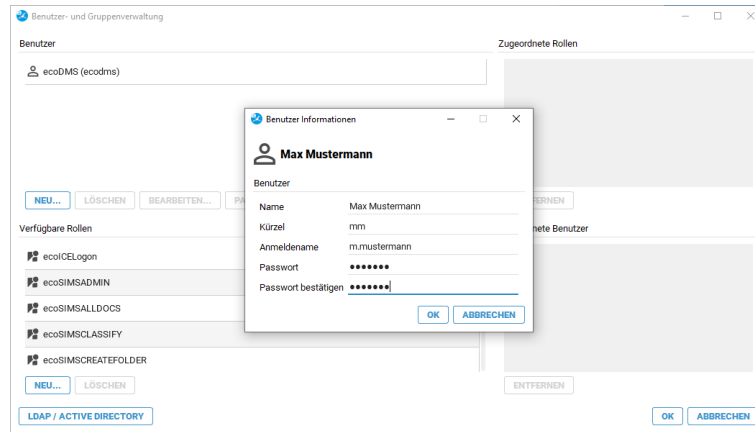 Benutzer- und Gruppenverwaltung
Benutzer
Zugeordnete Rollen
ecoDMS (ecodms)
Benutzer Informationen
Max Mustermann
Benutzer
Name Max Mustermann
Kürzel mm
Anmeldename m.mustermann
Passwort •••••••
Passwort bestätigen •••••••
OK ABBRECHEN
NEU... LÖSCHEN BEARBEITEN...
Verfügbare Rollen
ecoICELogon
ecoSIMSADMIN
ecoSIMSALLDOCS
ecoSIMSCLASSIFY
ecoSIMSCREATEFOLDER
NEU... LÖSCHEN
ENTFERNEN
LDAP / ACTIVE DIRECTORY
OK ABBRECHEN